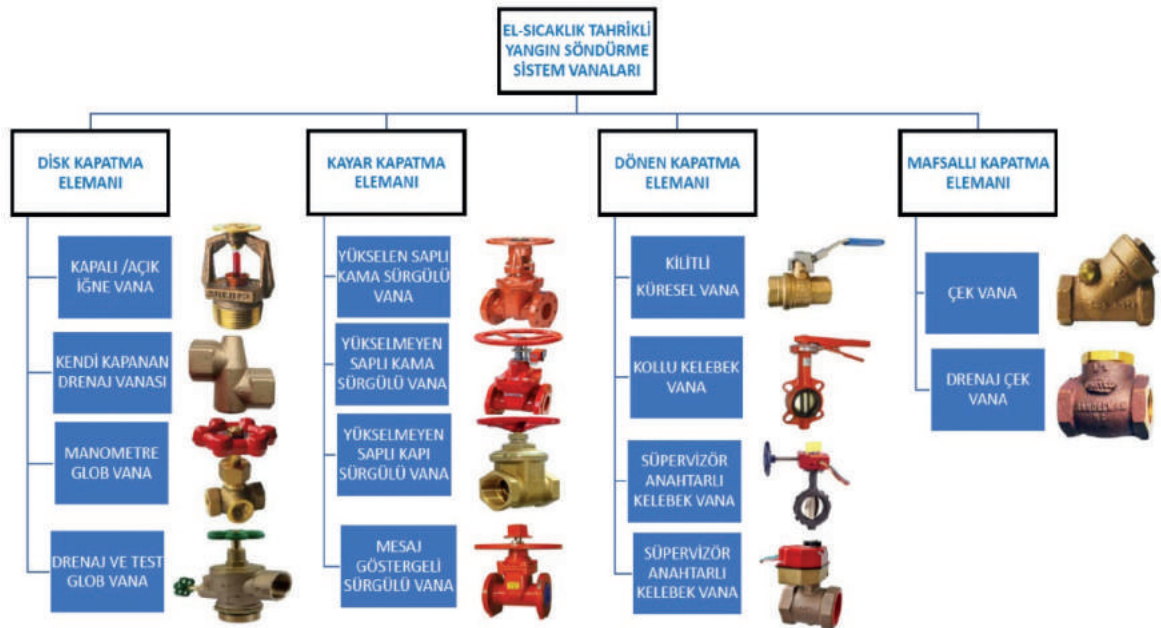 EL-SICAKLIK TAHRİKLİ
YANGIN SÖNDÜRME
SİSTEM VANALARI
DİSK KAPATMA
ELEMANI
KAPALI /AÇIK
İĞNE VANA
KENDİ KAPANAN
DRENAJ VANASI
MANOMETRE
GLOB VANA
DRENAJ VE TEST
GLOB VANA
KAYAR KAPATMA
ELEMANI
YÜKSELEN SAPLI
KAMA SÜRGÜLÜ
VANA
YÜKSELMEYEN
SAPLI KAMA
SÜRGÜLÜ VANA
YÜKSELMEYEN
SAPLI KAPI
SÜRGÜLÜ VANA
MESAJ
GÖSTERGELİ
SÜRGÜLÜ VANA
DÖNEN KAPATMA
ELEMANI
KİLİTLİ
KÜRESEL VANA
KOLLU KELEBEK
VANA
SÜPERVİZÖR
ANAHTARLI
KELEBEK VANA
SÜPERVİZÖR
ANAHTARLI
KELEBEK VANA
MAFSALLI KAPATMA
ELEMANI
ÇEK VANA
DRENAJ ÇEK
VANA